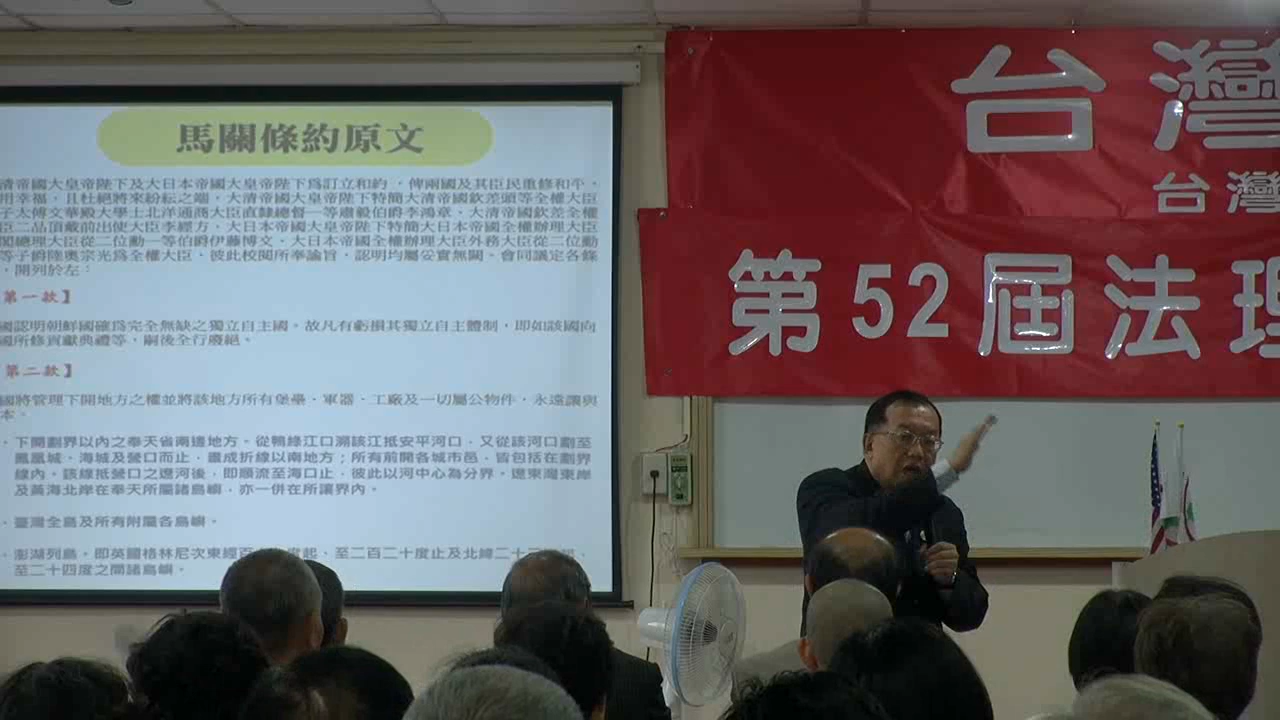 馬關條約原文
清帝國大皇帝陛下及大日本帝國大皇帝陛下為訂立和約,俾兩國及其臣民重修和平,
用幸福,且杜絕將來紛紜之端,大清帝國大皇帝陛下特簡大清帝國欽差頭等全權大臣
子太傅文華殿大學士北洋通商大臣直隸總督一等肅毅伯爵李鴻章、大清帝國欽差全權
臣二品頂戴前出使大臣李經方,大日本帝國大皇帝陛下特簡大日本帝國全權辦理大臣
閣總理大臣從二位勳一等伯爵伊藤博文、大日本帝國全權辦理大臣外務大臣從二位勳
等子爵陸奧宗光為全權大臣,彼此校閱所奉諭旨,認明均屬妥實無闕。會同議定各條
,開列於左:
第一款】
國認明朝鮮國確為完全無缺之獨立自主國。故凡有虧損其獨立自主體制,即如該國向
國所修貢獻典禮等,嗣後全行廢絕。
第二款】
國將管理下開地方之權並將該地方所有堡壘、軍器、工廠及一切屬公物件,永遠讓與
本。
、下開劃界以內之奉天省南邊地方。從鴨綠江口溯該江抵安平河口,又從該河口劃至
鳳凰城、海城及營口而止,畫成折線以南地方;所有前開各城市邑,皆包括在劃界
線內。該線抵營口之遼河後,即順流至海口止,彼此以河中心為分界。遼東灣東岸
及黃海北岸在奉天所屬諸島嶼,亦一併在所讓界內。
、臺灣全島及所有附屬各島嶼。
、澎湖列島。即英國格林尼次東經百 度起、至二百二十度止及北緯二十三
至二十四度之間諸島嶼。
台灣
台灣
第52屆法理